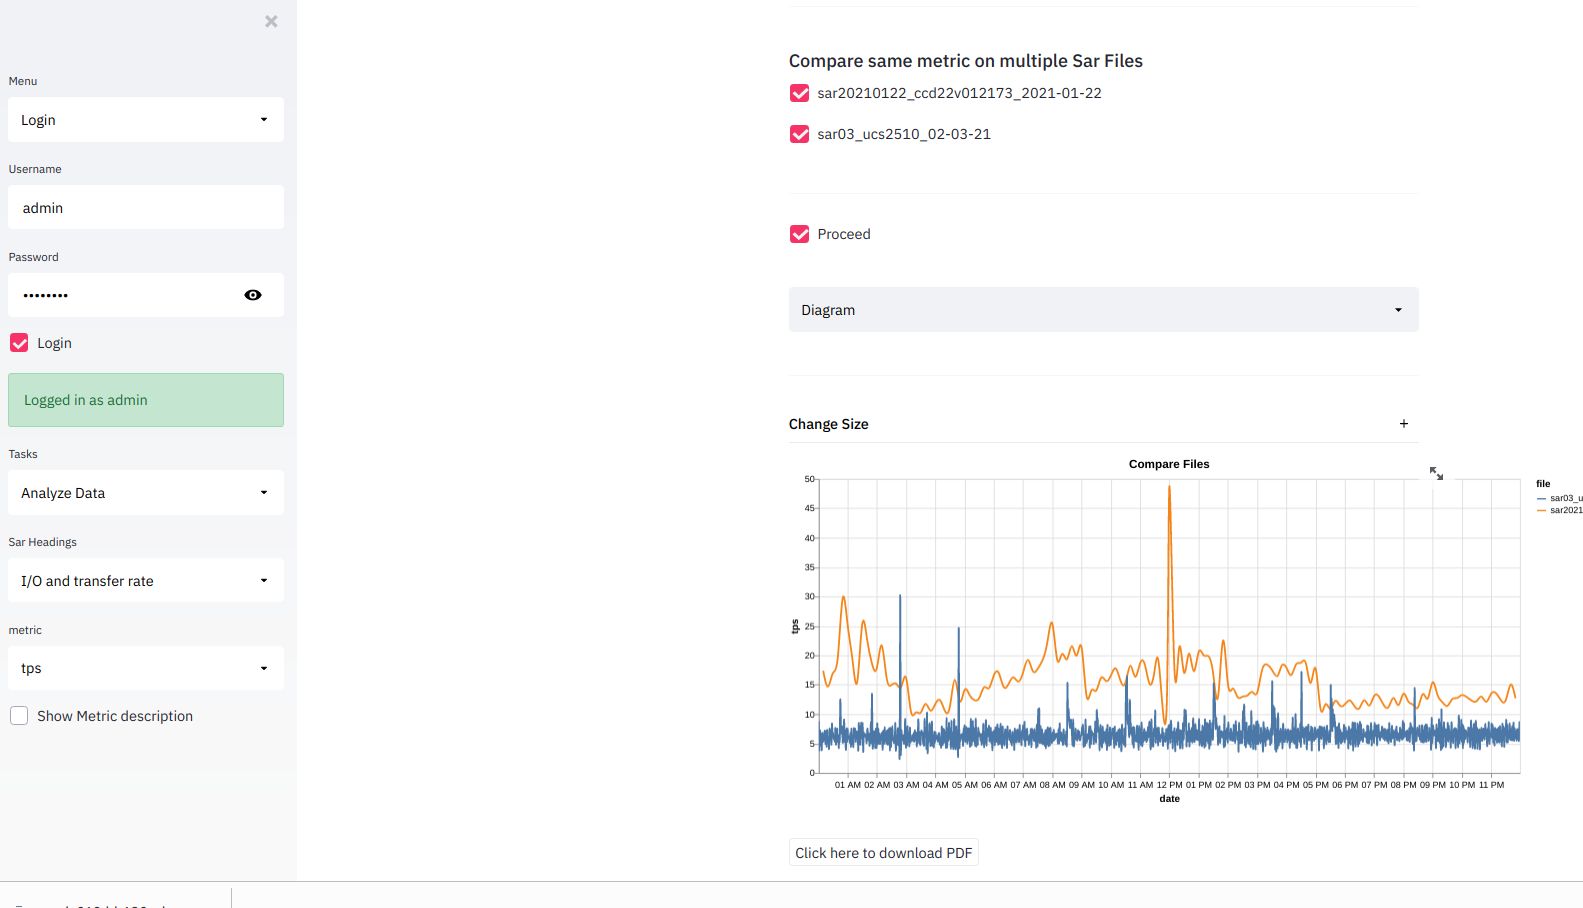 ×
Menu
Login
Username
admin
Password
••••••••
Login
Logged in as admin
Tasks
Analyze Data
Sar Headings
I/O and transfer rate
metric
tps
Show Metric description
Compare same metric on multiple Sar Files
sar20210122_ccd22v012173_2021-01-22
sar03_ucs2510_02-03-21
Proceed
Diagram
Change Size +
Compare Files
50
45
40
35
30
25
20
15
10
5
0
tps
01 AM 02 AM 03 AM 04 AM 05 AM 06 AM 07 AM 08 AM 09 AM 10 AM 11 AM 12 PM 01 PM 02 PM 03 PM 04 PM 05 PM 06 PM 07 PM 08 PM 09 PM 10 PM 11 PM
date
file
sar03_u
sar2021
Click here to download PDF